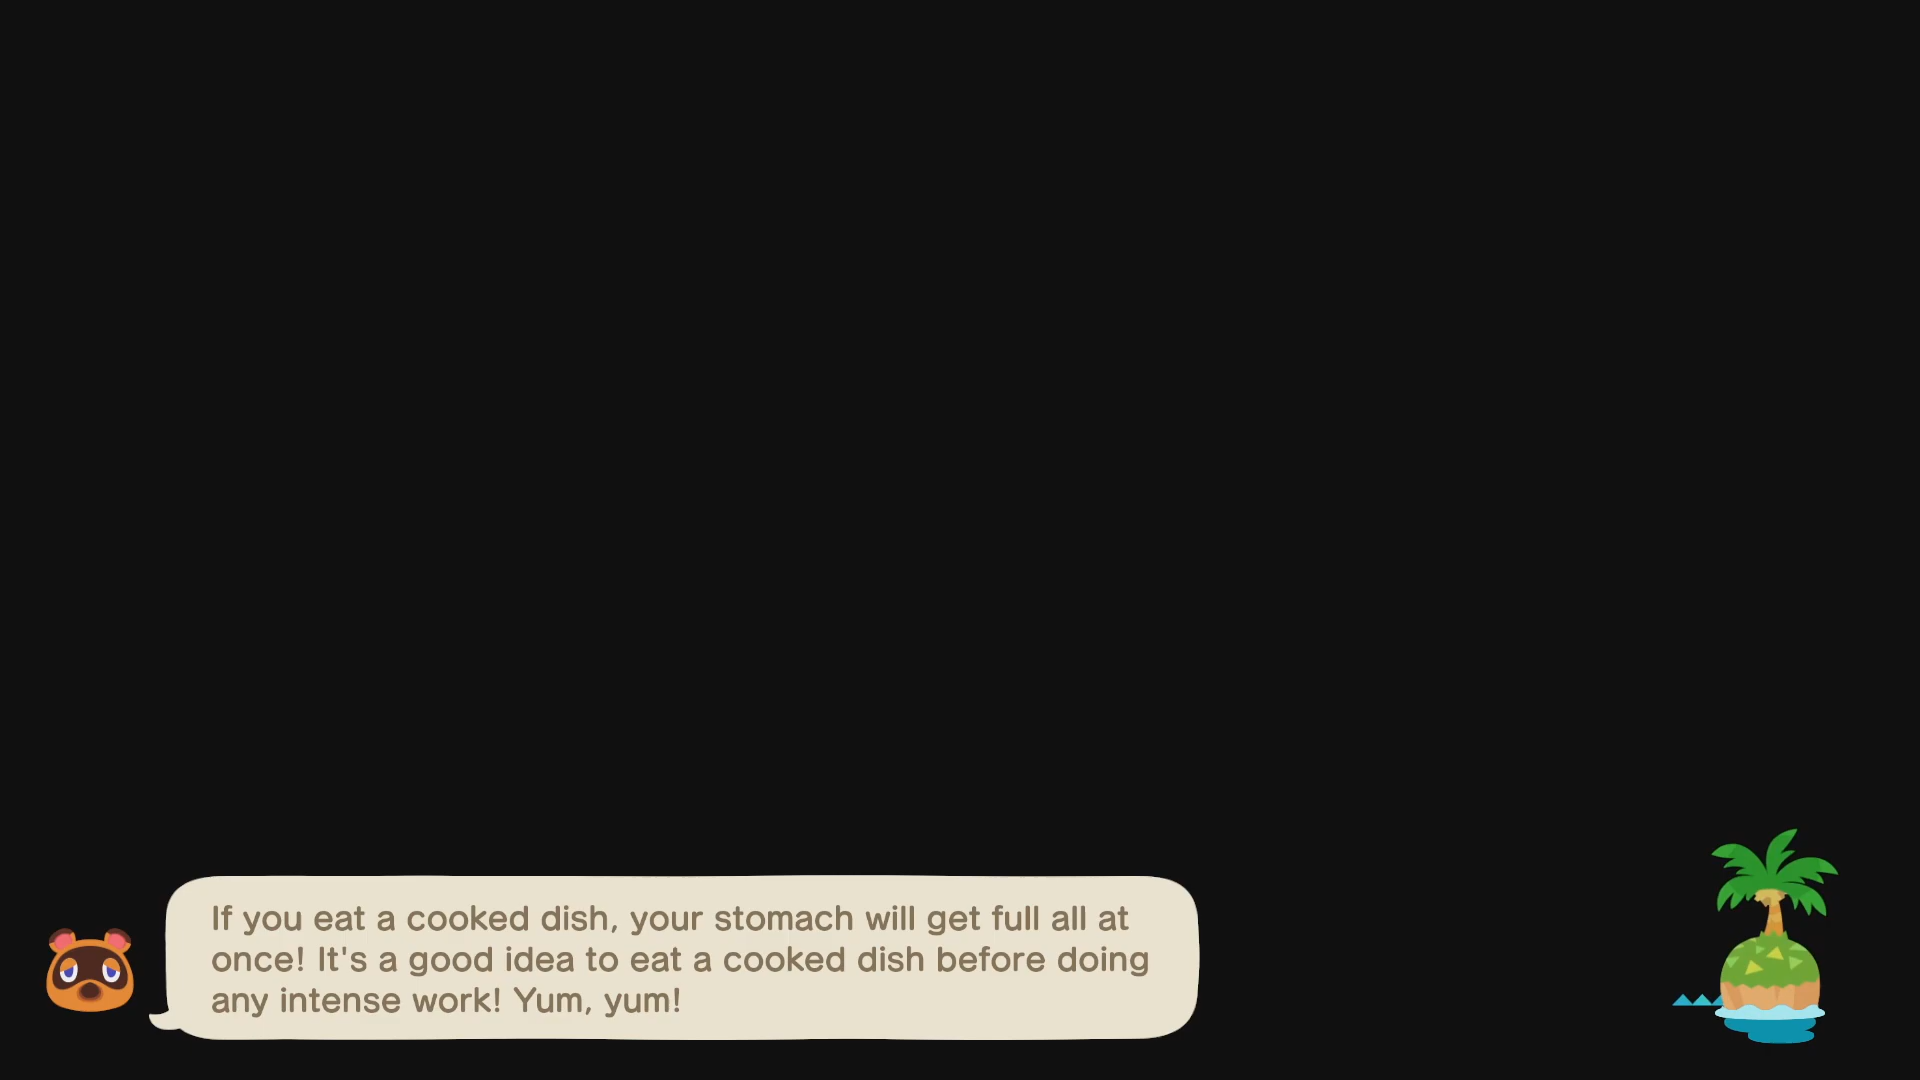 If you eat a cooked dish, your stomach will get full all at
once! It's a good idea to eat a cooked dish before doing
any intense work! Yum, yum!